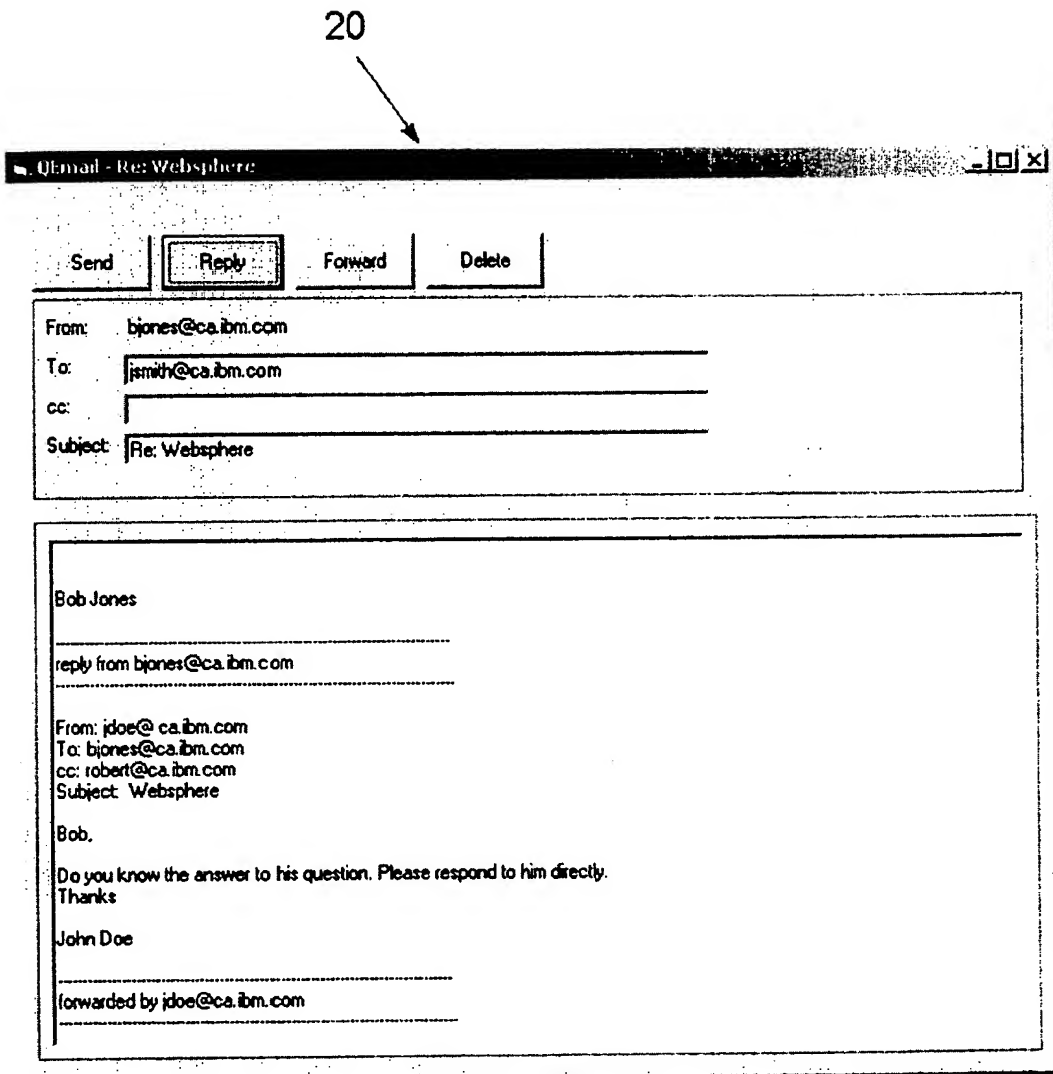 20
QEmail - Re: Websphere
Send Reply Forward Delete
From: bjones@ca.ibm.com
To: jsmith@ca.ibm.com
cc:
Subject: Re: Websphere
Bob Jones
reply from bjones@ca.ibm.com
From: jdoe@ ca.ibm.com
To: bjones@ca.ibm.com
cc: robert@ca.ibm.com
Subject: Websphere
Bob,
Do you know the answer to his question. Please respond to him directly.
Thanks
John Doe
forwarded by jdoe@ca.ibm.com